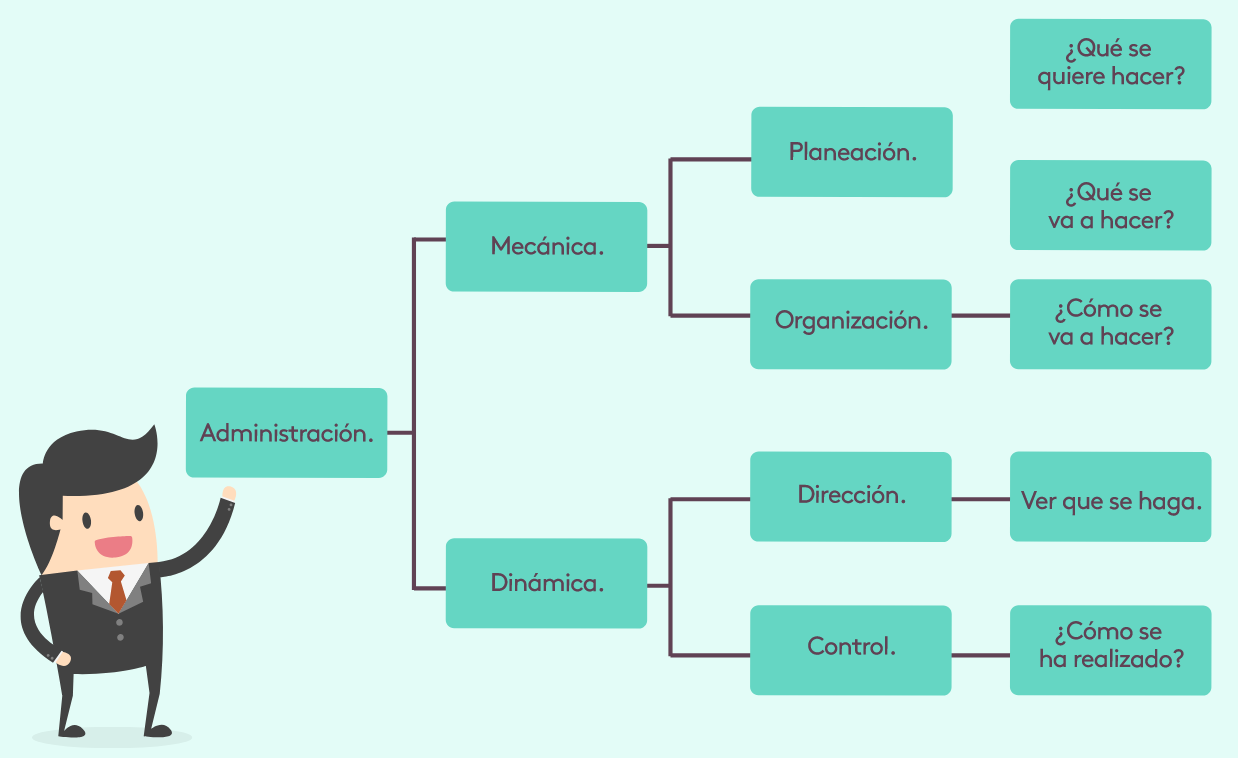 ¿Qué se
quiere hacer?
Planeación.
¿Qué se
va a hacer?
Mecánica.
Organización.
¿Cómo se
va a hacer?
Administración.
Dirección.
Ver que se haga.
Dinámica.
Control.
¿Cómo se
ha realizado?